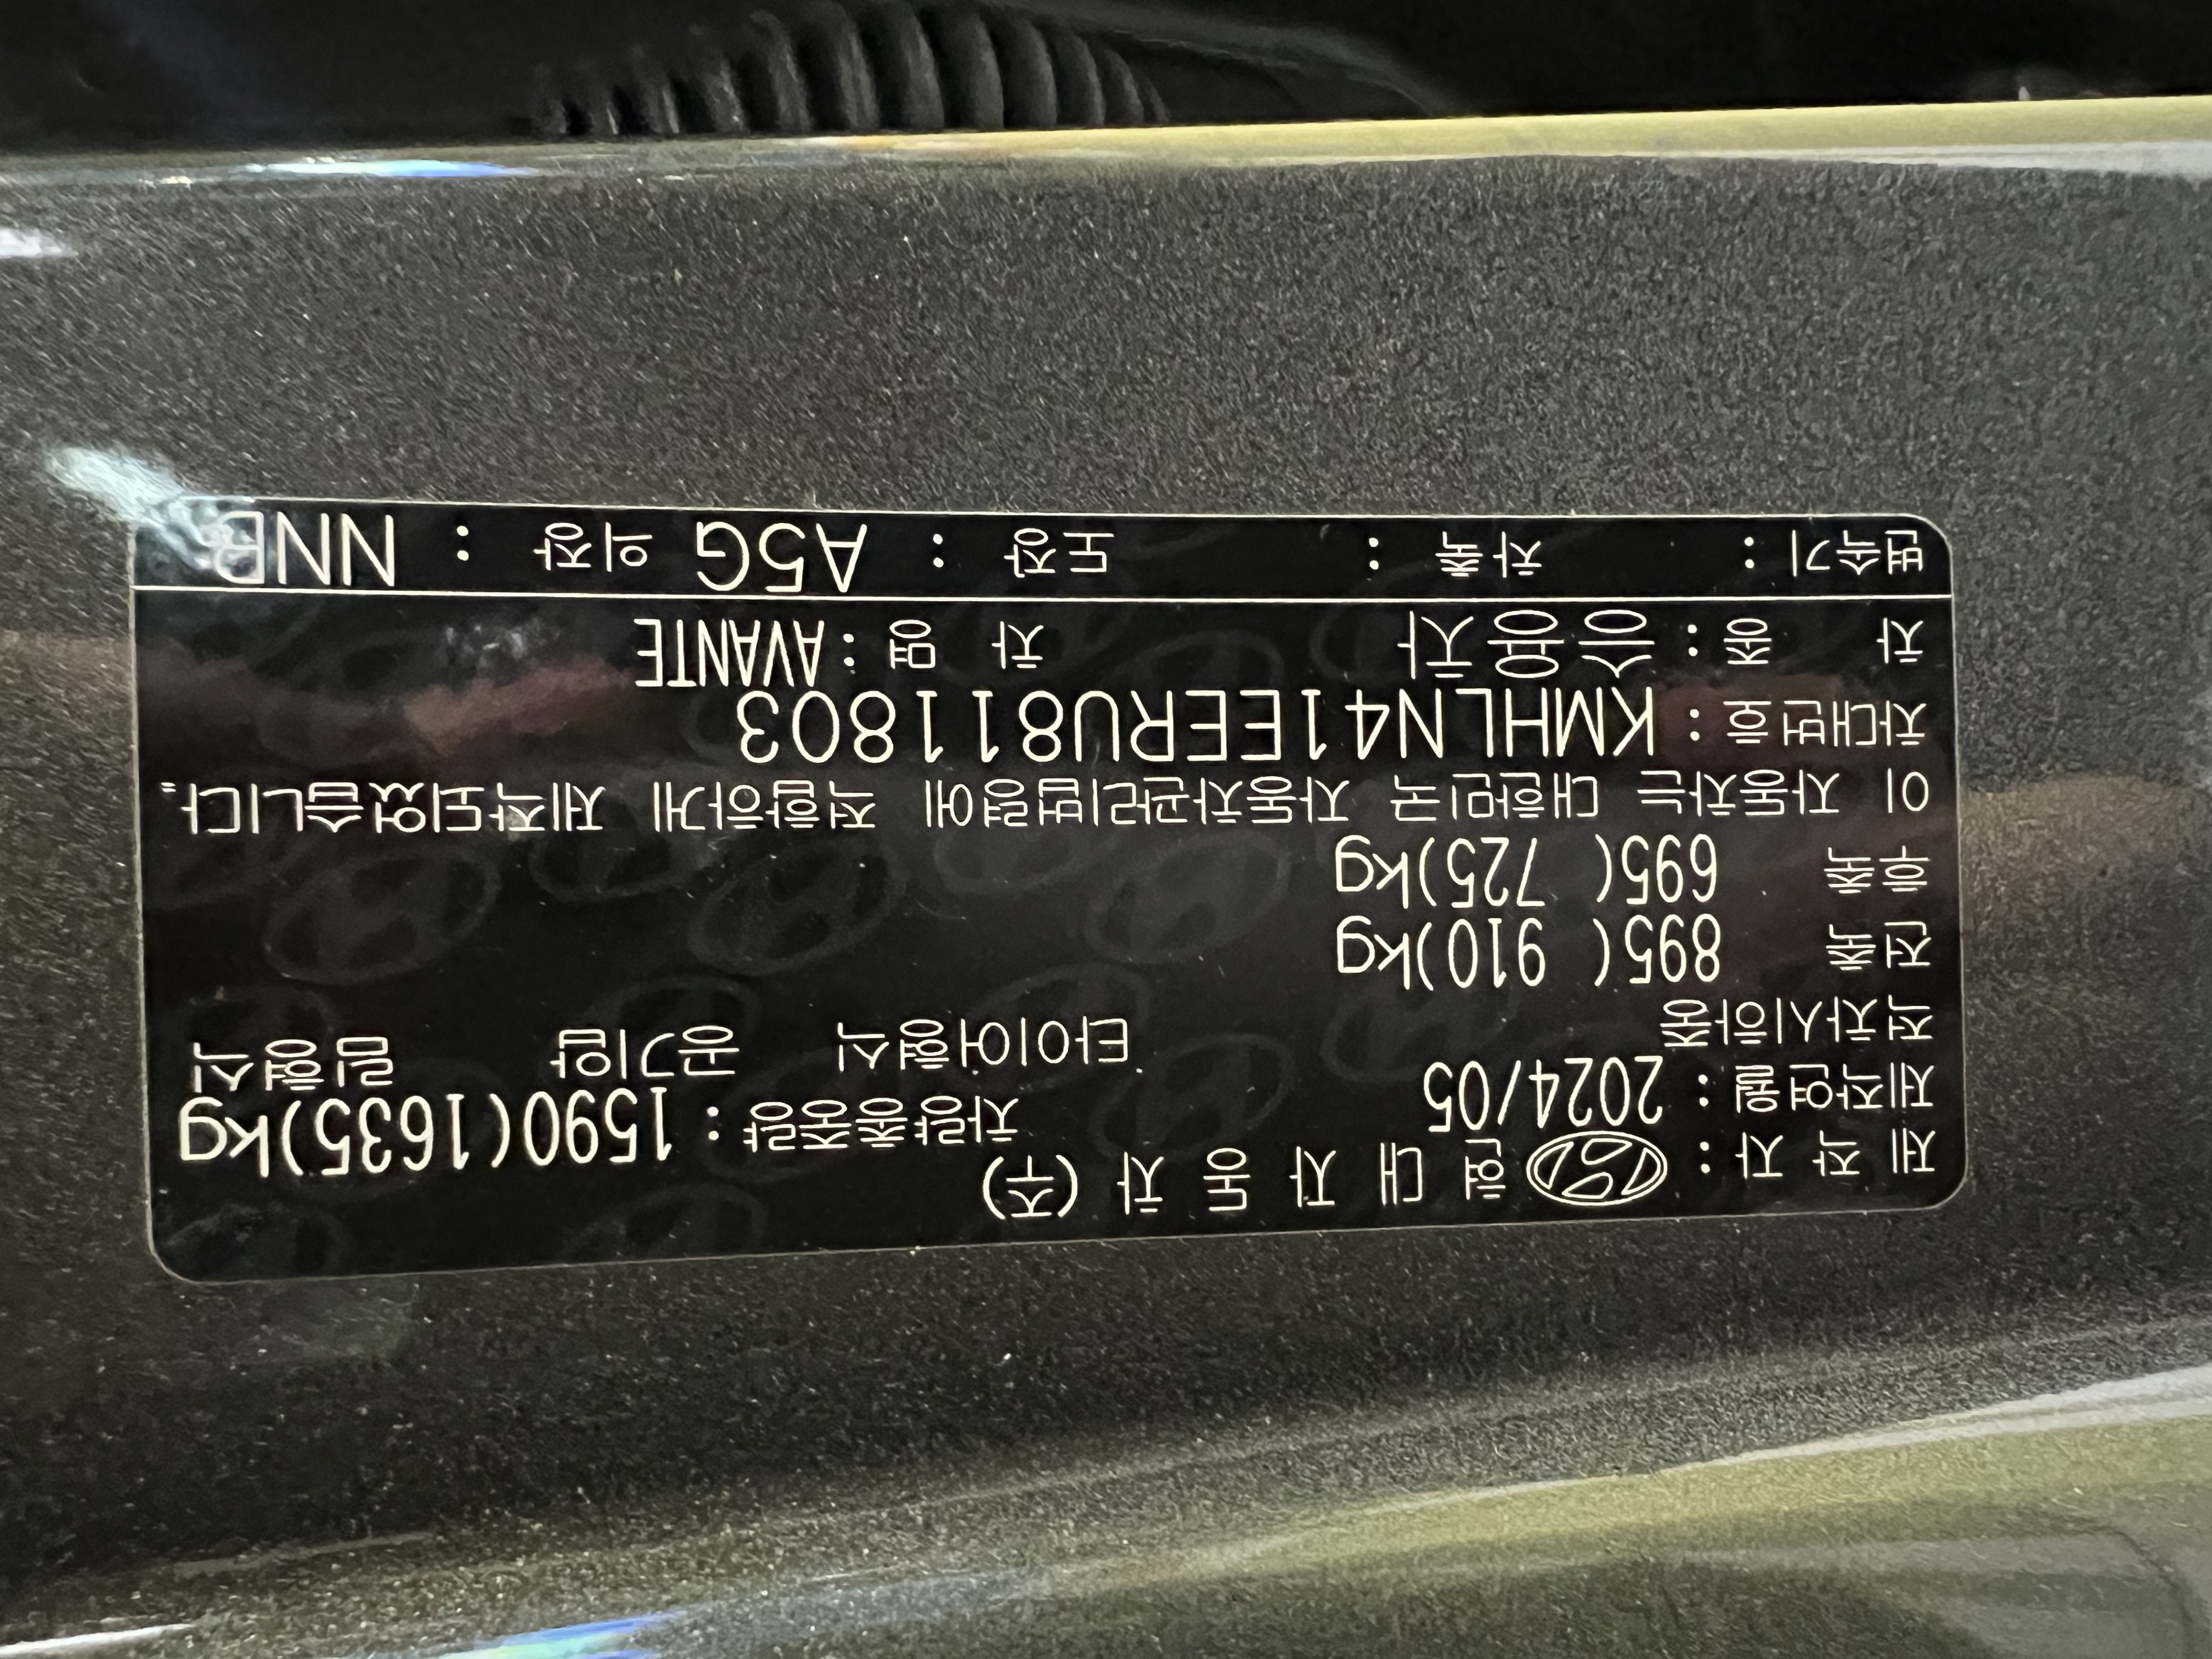 제 작 자 : 현 대 자 동 차 (주)
제작연월 : 2024/05 차량총중량 : 1590(1635)kg
적차시하중 타이어형식 공기압 림형식
전 축 895( 910)kg
후 축 695( 725)kg
이 자동차는 대한민국 자동차관리법령에 적합하게 제작되었습니다.
차대번호 : KMHLN41EERU811803
차 종 : 승용차 차 명 : AVANTE
변속기 : 차축 : 도장 : A5G 의장 : NNB